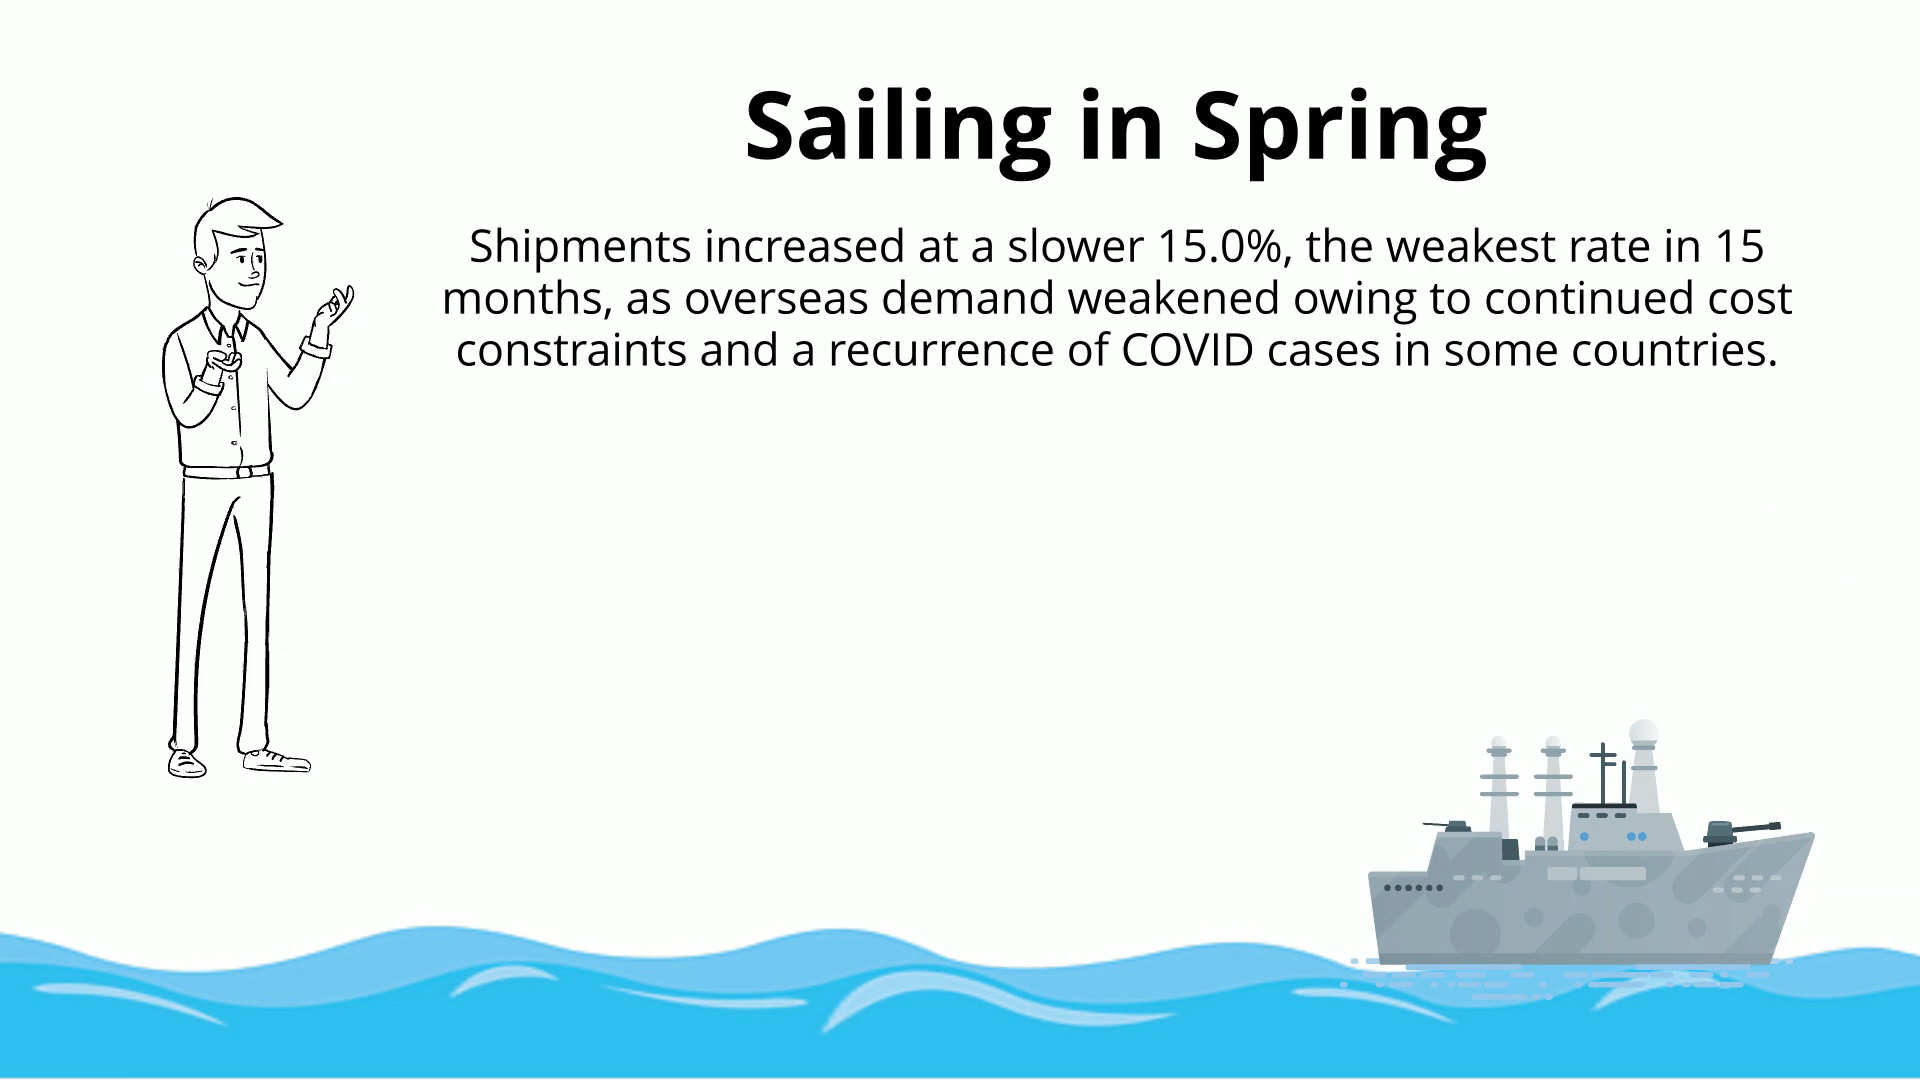 Sailing in Spring
Shipments increased at a slower 15.0%, the weakest rate in 15
months, as overseas demand weakened owing to continued cost
constraints and a recurrence of COVID cases in some countries.